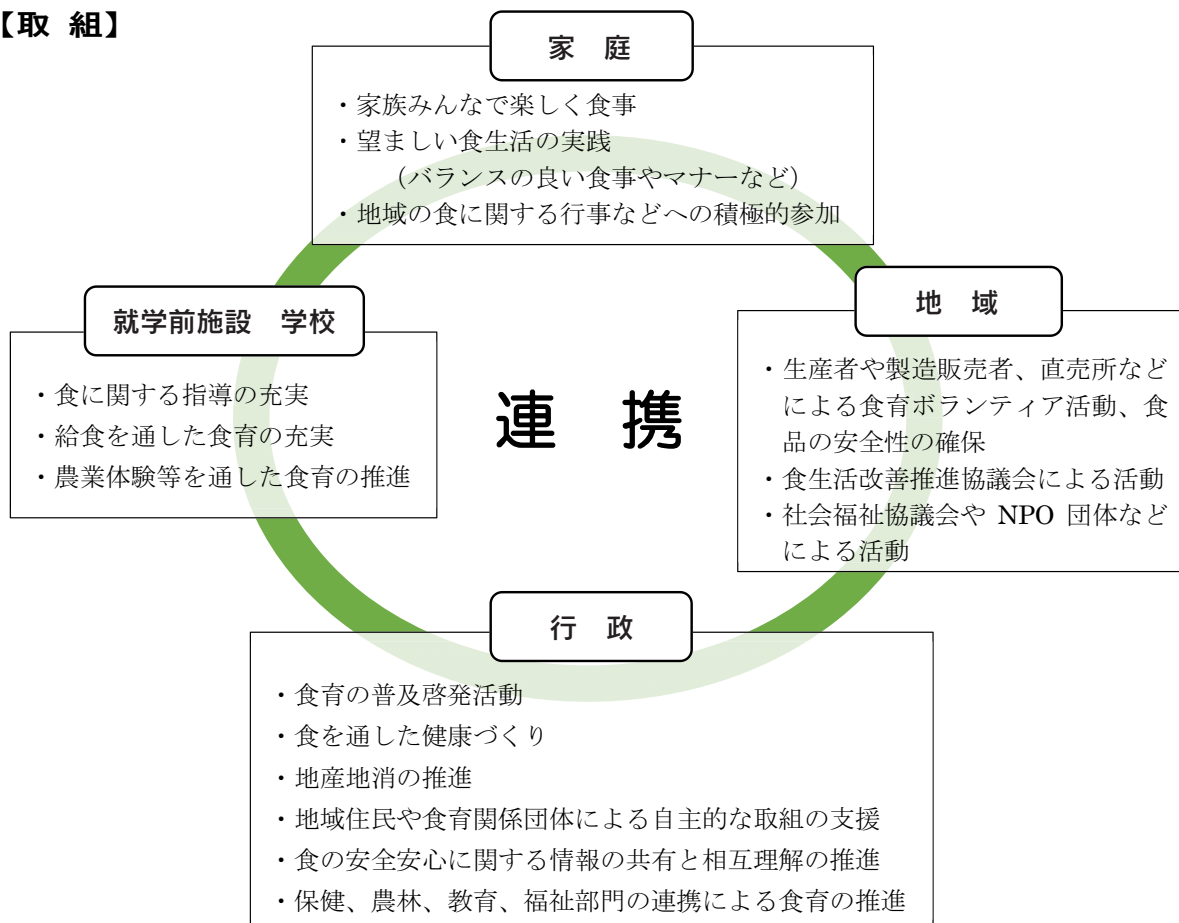 【取 組】
家 庭
・家族みんなで楽しく食事
・望ましい食生活の実践
（バランスの良い食事やマナーなど）
・地域の食に関する行事などへの積極的参加
就学前施設 学校
・食に関する指導の充実
・給食を通した食育の充実
・農業体験等を通した食育の推進
連 携
地 域
・生産者や製造販売者、直売所など
による食育ボランティア活動、食
品の安全性の確保
・食生活改善推進協議会による活動
・社会福祉協議会や NPO 団体など
による活動
行 政
・食育の普及啓発活動
・食を通した健康づくり
・地産地消の推進
・地域住民や食育関係団体による自主的な取組の支援
・食の安全安心に関する情報の共有と相互理解の推進
・保健、農林、教育、福祉部門の連携による食育の推進